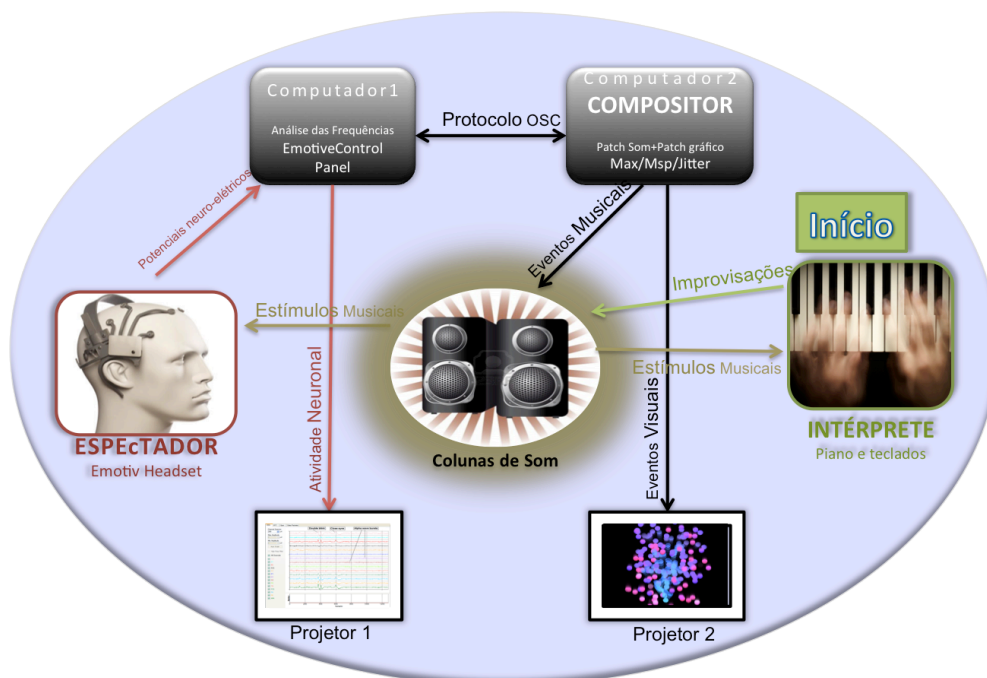 Computador1
Análise das Frequências
EmotiveControl
Panel
Protocolo OSC
Computador2
COMPOSITOR
Patch Som+Patch gráfico
Max/Msp/Jitter
Potenciais neuro-elétricos
Eventos Musicais
Início
Improvisações
Estímulos Musicais
Estímulos Musicais
ESPEcTADOR
Emotiv Headset
Atividade Neuronal
Colunas de Som
Eventos Visuais
INTÉRPRETE
Piano e teclados
Projetor 1
Projetor 2